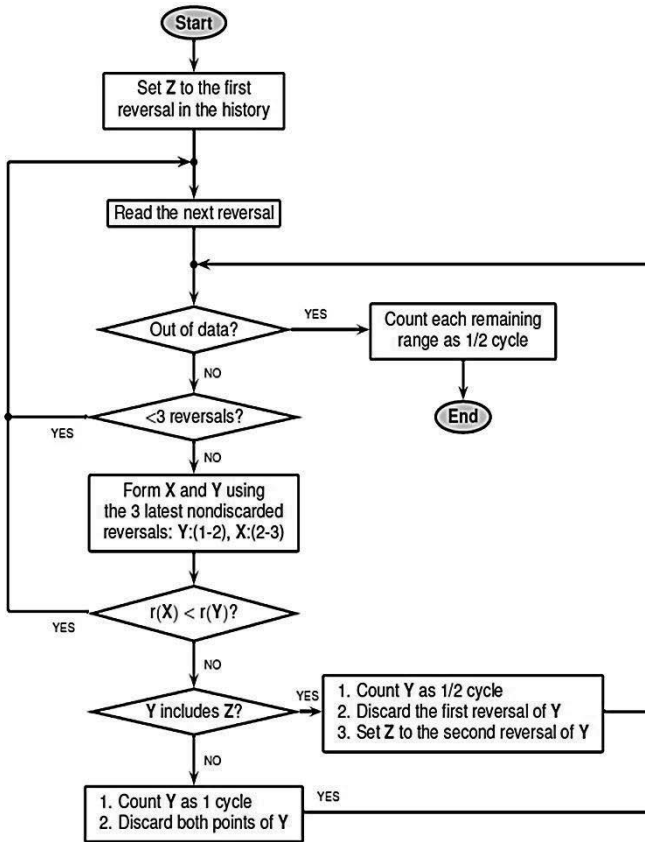 Start
Set Z to the first
reversal in the history
Read the next reversal
Out of data?
YES
Count each remaining
range as 1/2 cycle
NO
End
<3 reversals?
YES
NO
Form X and Y using
the 3 latest nondiscarded
reversals: Y:(1-2), X:(2-3)
r(X) < r(Y)?
YES
NO
Y includes Z?
YES
1. Count Y as 1/2 cycle
2. Discard the first reversal of Y
3. Set Z to the second reversal of Y
NO
1. Count Y as 1 cycle
2. Discard both points of Y
YES